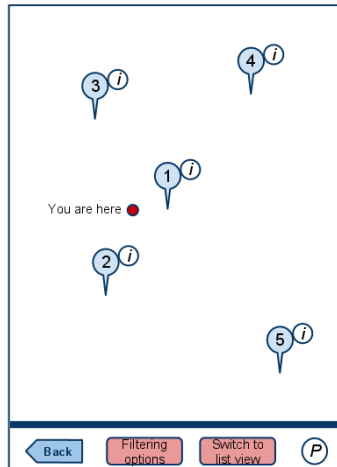 4 i
3 i
1 i
You are here
2 i
5 i
Back
Filtering
options
Switch to
list view
P